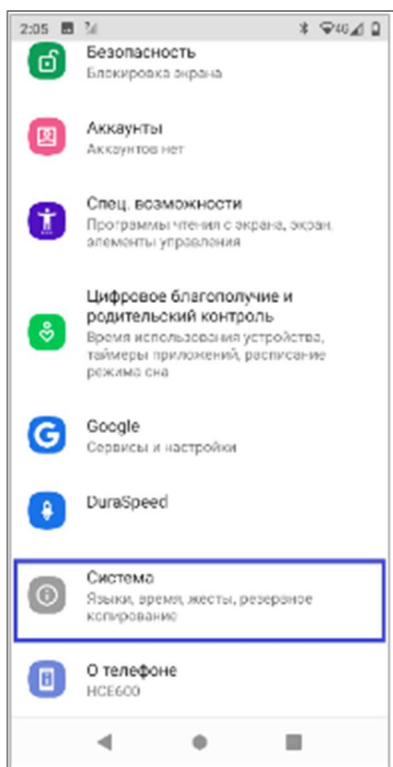 2:05 4G
Безопасность
Блокировка экрана
Аккаунты
Аккаунтов нет
Спец. возможности
Программы чтения с экрана, экран,
элементы управления
Цифровое благополучие и
родительский контроль
Время использования устройства,
таймеры приложений, расписание
режима сна
Google
Сервисы и настройки
DuraSpeed
Система
Языки, время, жесты, резервное
копирование
О телефоне
HCE600